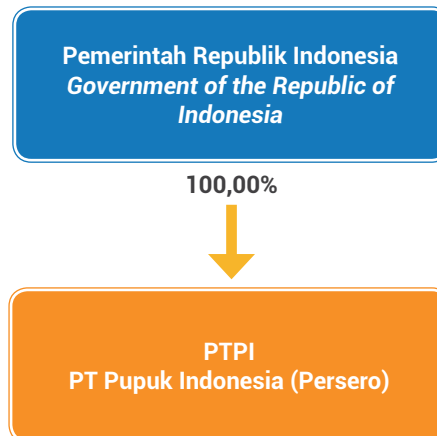 Pemerintah Republik Indonesia
Government of the Republic of
Indonesia
100,00%
PTPI
PT Pupuk Indonesia (Persero)